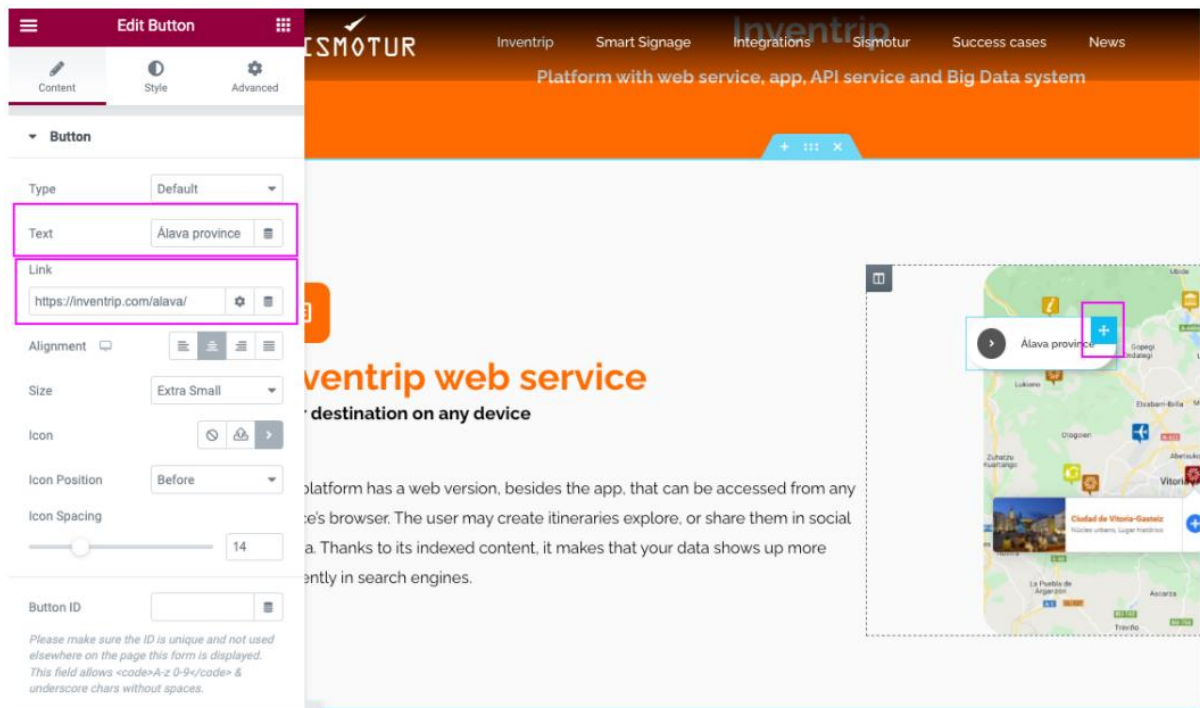 Edit Button
Content
Style
Advanced
Button
Type
Default
Text
Álava province
Link
https://inventrip.com/alava/
Alignment
Size
Extra Small
Icon
Icon Position
Before
Icon Spacing
14
Button ID
Please make sure the ID is unique and not used
elsewhere on the page this form is displayed.
This field allows <code>A-z 0-9</code> &
underscore chars without spaces.
ISMOTUR
Inventrip
Inventrip
Smart Signage
Integrations
Sismotur
Success cases
News
Platform with web service, app, API service and Big Data system
ventrip web service
destination on any device
platform has a web version, besides the app, that can be accessed from any
ce's browser. The user may create itineraries explore, or share them in social
a. Thanks to its indexed content, it makes that your data shows up more
ently in search engines.
Álava province
Gopegi
Ondategi
Lukiano
Etxabarri-Ibiña
Ologoien
Zuhatzu
Kuartango
Vitori
Ciudad de Vitoria-Gasteiz
Núcleo urbano, Lugar histórico
La Puebla de
Arganzón
Treviño